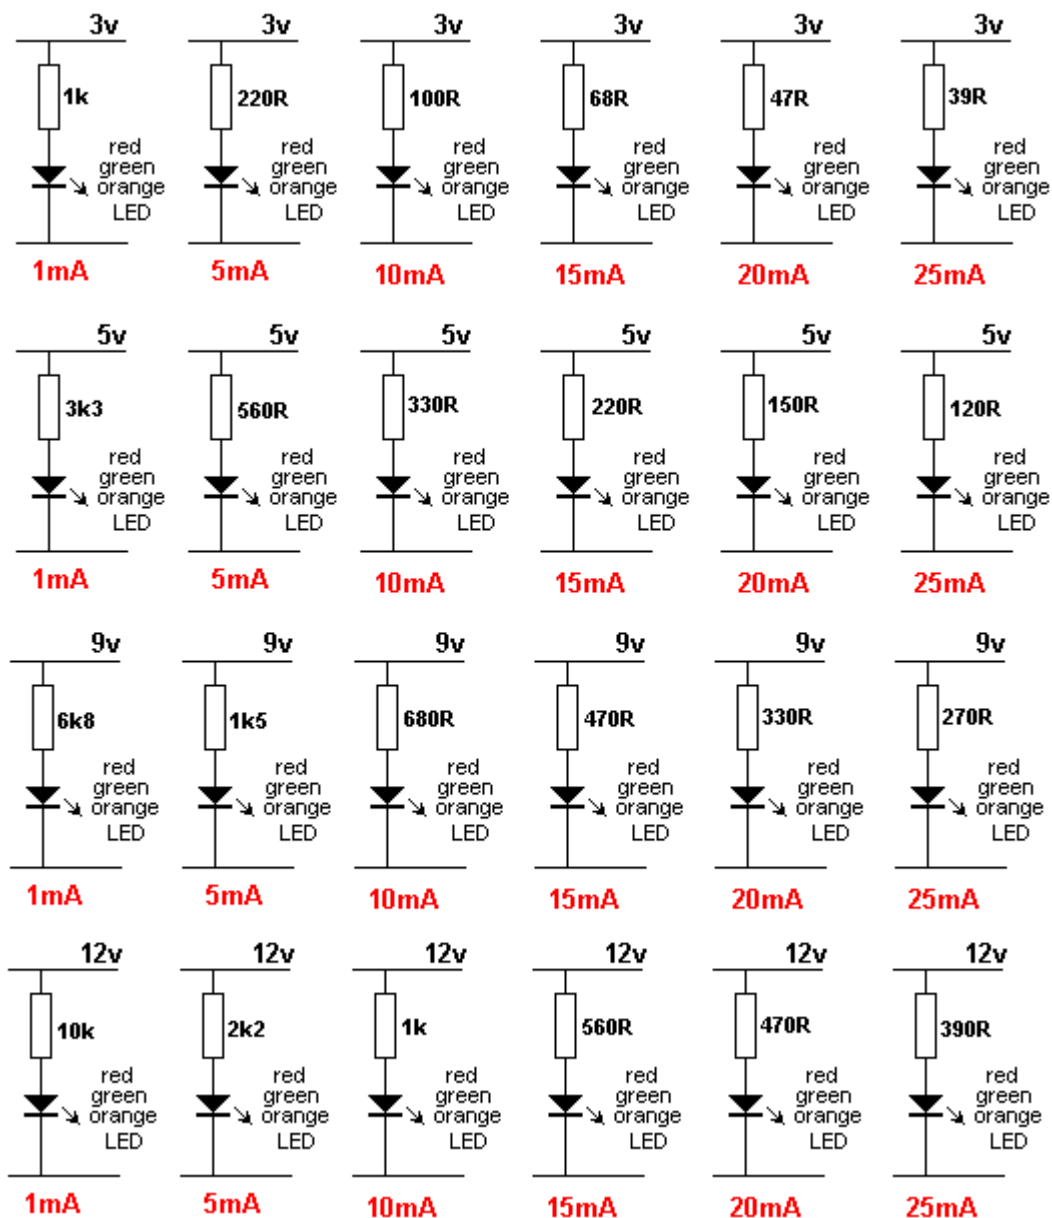 3v 3v 3v 3v 3v 3v
1k 220R 100R 68R 47R 39R
red red red red red red
green green green green green green
orange orange orange orange orange orange
LED LED LED LED LED LED
1mA 5mA 10mA 15mA 20mA 25mA
5v 5v 5v 5v 5v 5v
3k3 560R 330R 220R 150R 120R
red red red red red red
green green green green green green
orange orange orange orange orange orange
LED LED LED LED LED LED
1mA 5mA 10mA 15mA 20mA 25mA
9v 9v 9v 9v 9v 9v
6k8 1k5 680R 470R 330R 270R
red red red red red red
green green green green green green
orange orange orange orange orange orange
LED LED LED LED LED LED
1mA 5mA 10mA 15mA 20mA 25mA
12v 12v 12v 12v 12v 12v
10k 2k2 1k 560R 470R 390R
red red red red red red
green green green green green green
orange orange orange orange orange orange
LED LED LED LED LED LED
1mA 5mA 10mA 15mA 20mA 25mA